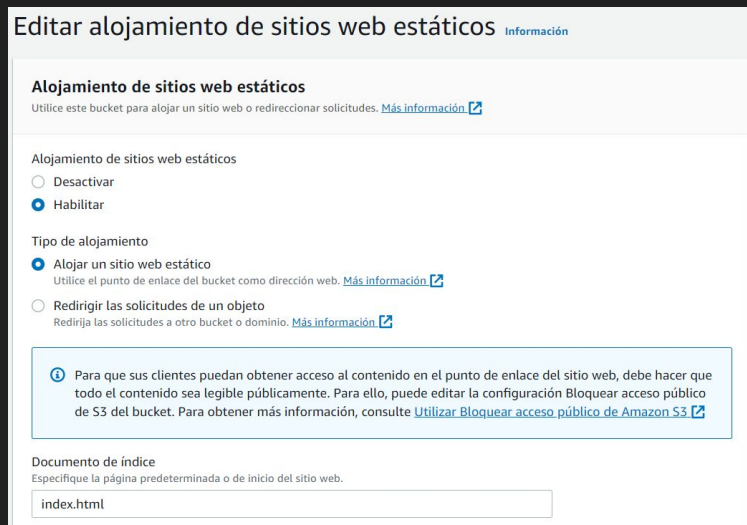 Editar alojamiento de sitios web estáticos Información
Alojamiento de sitios web estáticos
Utilice este bucket para alojar un sitio web o redireccionar solicitudes. Más información
Alojamiento de sitios web estáticos
Desactivar
Habilitar
Tipo de alojamiento
Alojar un sitio web estático
Utilice el punto de enlace del bucket como dirección web. Más información
Redirigir las solicitudes de un objeto
Redirija las solicitudes a otro bucket o dominio. Más información
Para que sus clientes puedan obtener acceso al contenido en el punto de enlace del sitio web, debe hacer que
todo el contenido sea legible públicamente. Para ello, puede editar la configuración Bloquear acceso público
de S3 del bucket. Para obtener más información, consulte Utilizar Bloquear acceso público de Amazon S3
Documento de índice
Especifique la página predeterminada o de inicio del sitio web.
index.html